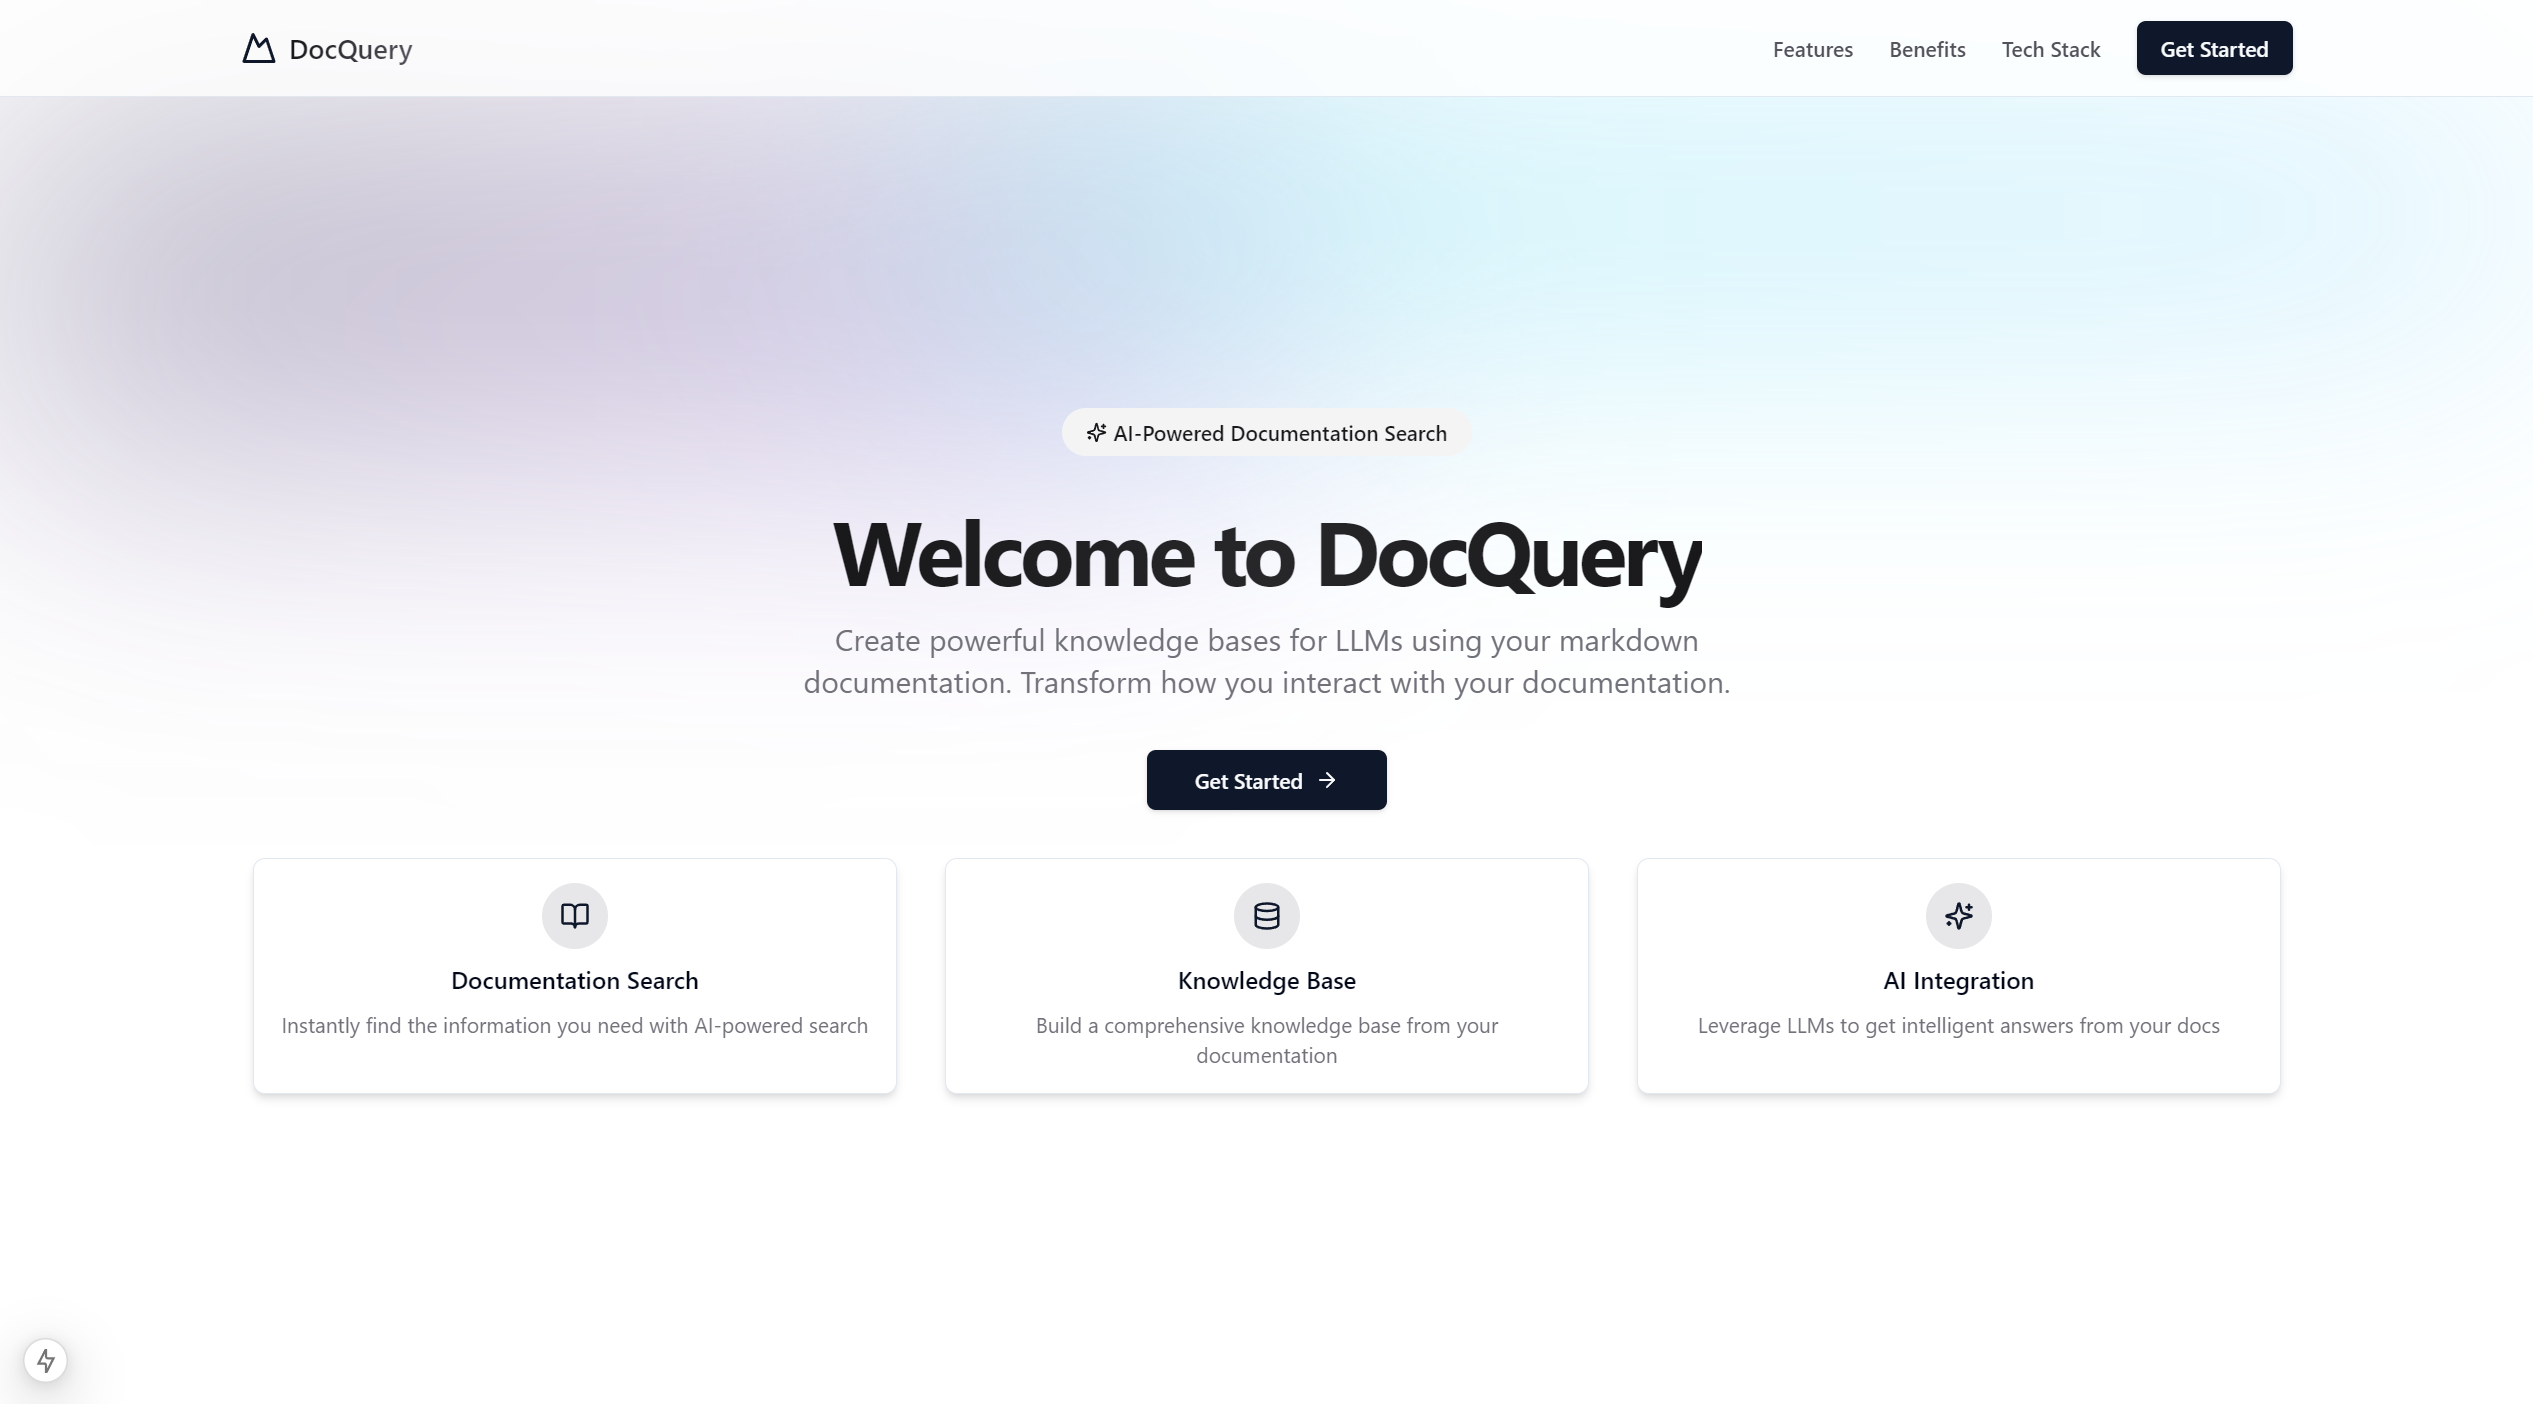 DocQuery
Features
Benefits
Tech Stack
Get Started
AI-Powered Documentation Search
Welcome to DocQuery
Create powerful knowledge bases for LLMs using your markdown
documentation. Transform how you interact with your documentation.
Get Started
Documentation Search
Instantly find the information you need with AI-powered search
Knowledge Base
Build a comprehensive knowledge base from your
documentation
AI Integration
Leverage LLMs to get intelligent answers from your docs